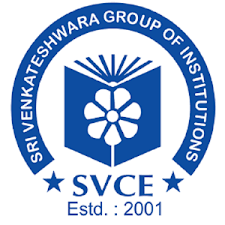 SRI VENKATESHWARA GROUP OF INSTITUTIONS
SVCE
Estd. : 2001